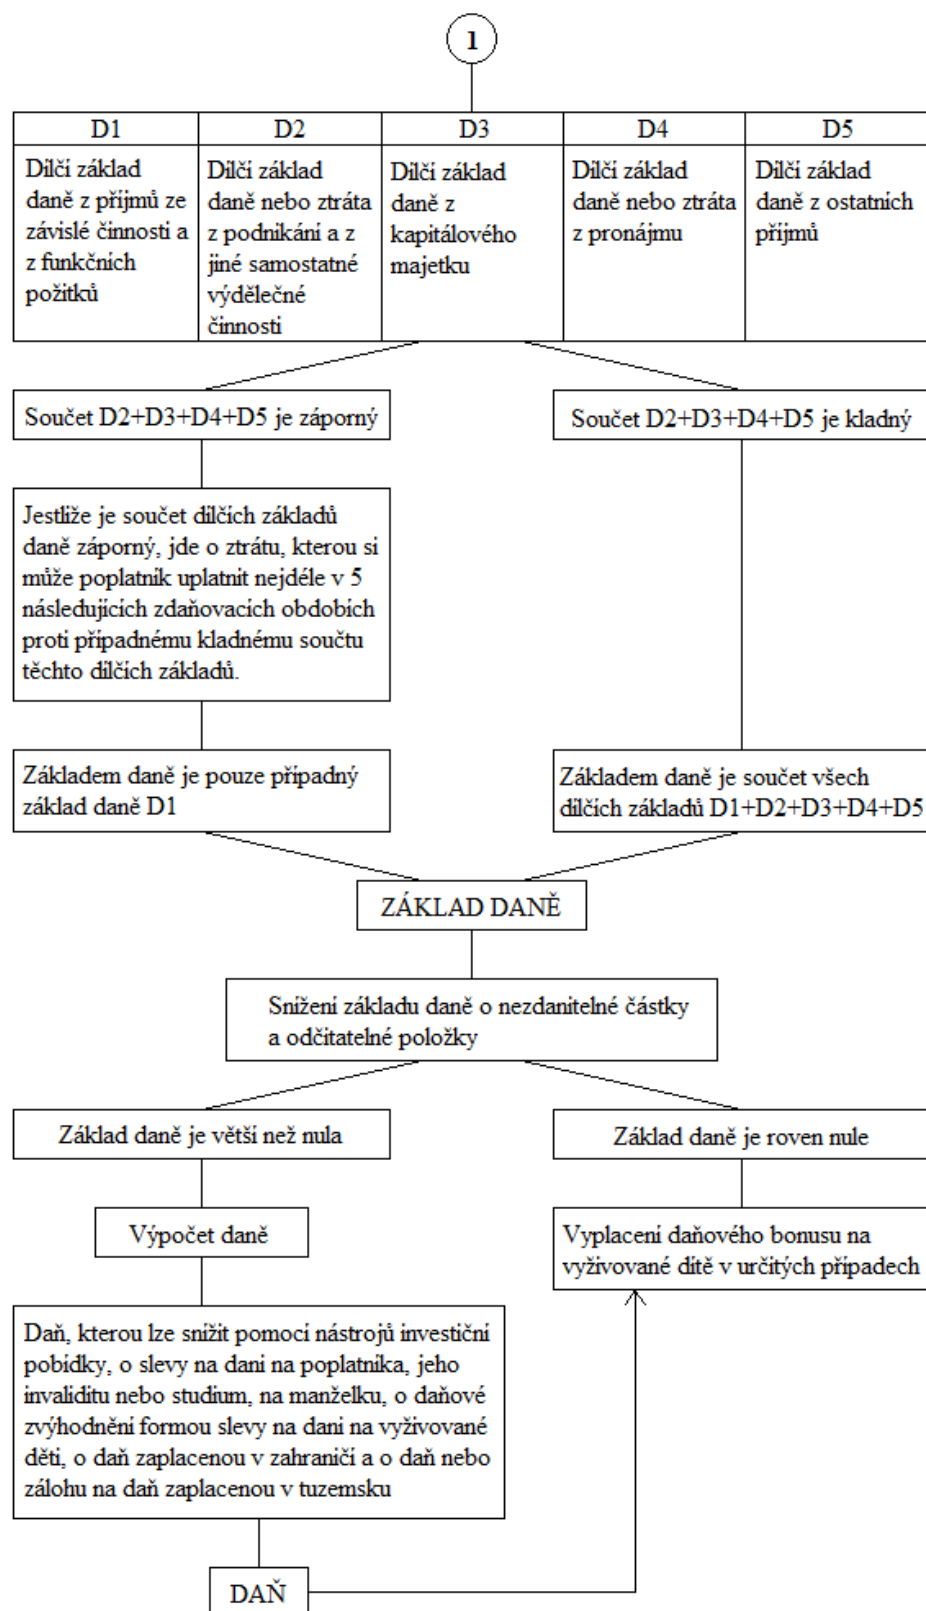 1
D1
D2
D3
D4
D5
Dílčí základ
daně z příjmů ze
závislé činnosti a
z funkčních
požitků
Dílčí základ
daně nebo ztráta
z podnikání a z
jiné samostatné
výdělečné
činnosti
Dílčí základ
daně z
kapitálového
majetku
Dílčí základ
daně nebo ztráta
z pronájmu
Dílčí základ
daně z ostatních
příjmů
Součet D2+D3+D4+D5 je záporný
Součet D2+D3+D4+D5 je kladný
Jestliže je součet dílčích základů
daně záporný, jde o ztrátu, kterou si
může poplatník uplatnit nejdéle v 5
následujících zdaňovacích obdobích
proti případnému kladnému součtu
těchto dílčích základů.
Základem daně je pouze případný
základ daně D1
Základem daně je součet všech
dílčích základů D1+D2+D3+D4+D5
ZÁKLAD DANĚ
Snížení základu daně o nezdanitelné částky
a odčitatelné položky
Základ daně je větší než nula
Základ daně je roven nule
Výpočet daně
Vyplacení daňového bonusu na
vyživované dítě v určitých případech
Daň, kterou lze snížit pomocí nástrojů investiční
pobídky, o slevy na dani na poplatníka, jeho
invaliditu nebo studium, na manželku, o daňové
zvýhodnění formou slevy na dani na vyživované
děti, o daň zaplacenou v zahraničí a o daň nebo
zálohu na daň zaplacenou v tuzemsku
DAŇ